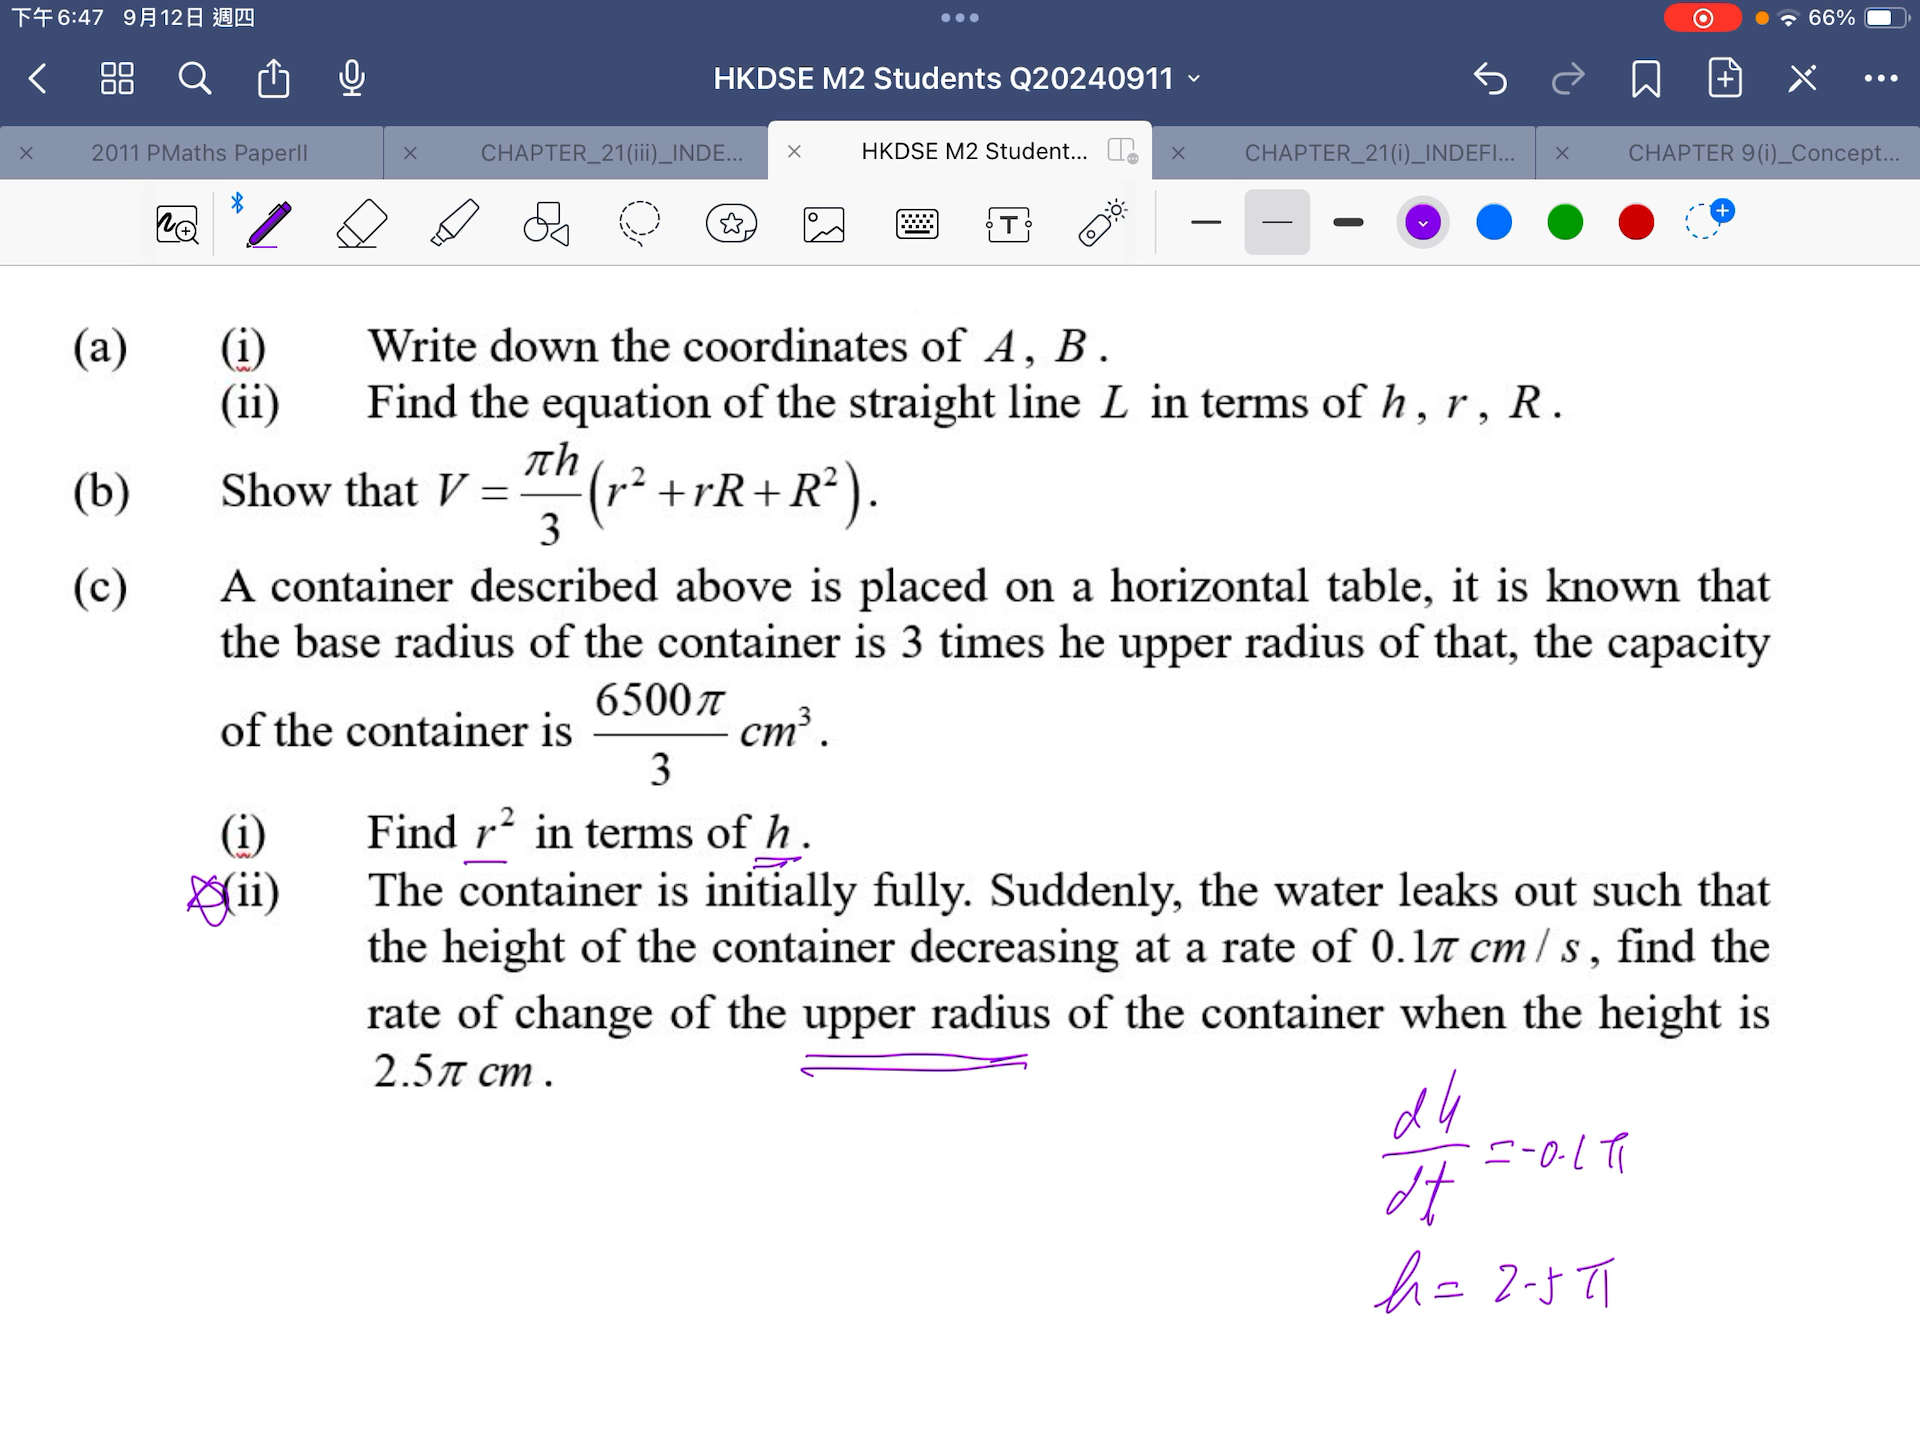 下午6:47 9月12日 週四
66%
HKDSE M2 Students Q20240911
2011 PMaths PaperII
CHAPTER_21(iii)_INDE...
HKDSE M2 Student...
CHAPTER_21(i)_INDEFI...
CHAPTER 9(i)_Concept...
(a) (i) Write down the coordinates of A, B.
(ii) Find the equation of the straight line L in terms of h, r, R.
(b) Show that V = πh/3 (r² + rR + R²).
(c) A container described above is placed on a horizontal table, it is known that
the base radius of the container is 3 times he upper radius of that, the capacity
of the container is 6500π/3 cm³.
(i) Find r² in terms of h.
(ii) The container is initially fully. Suddenly, the water leaks out such that
the height of the container decreasing at a rate of 0.1π cm / s, find the
rate of change of the upper radius of the container when the height is
2.5π cm.
dh/dt = -0.1π
h = 2.5π